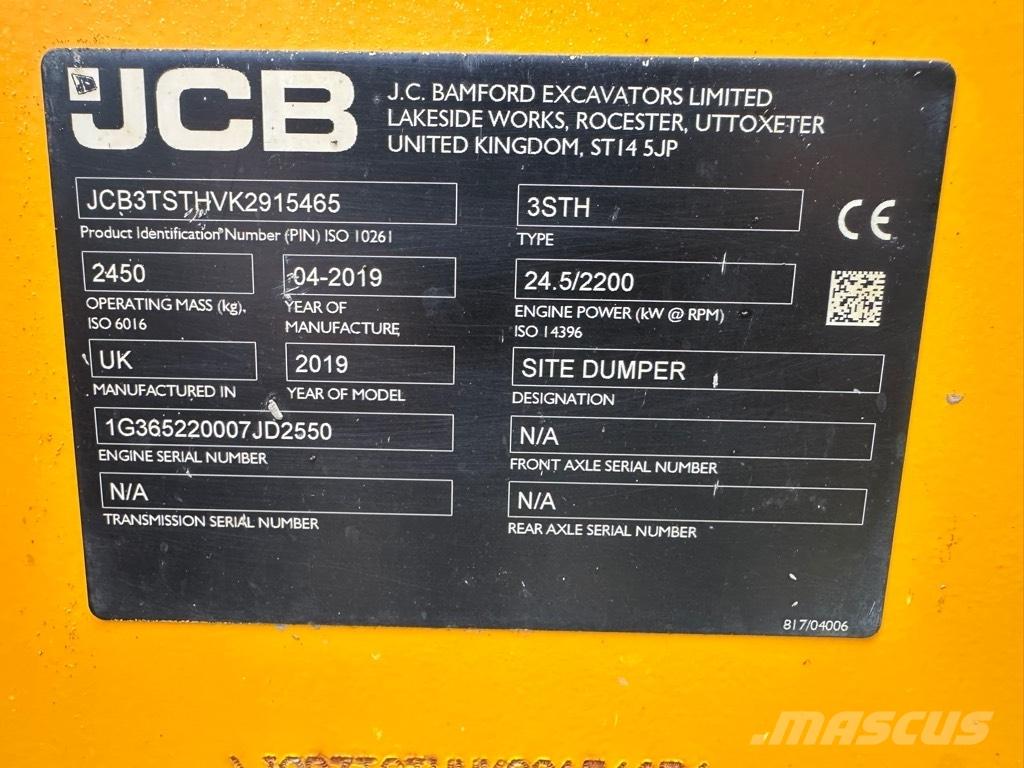 JCB
J.C. BAMFORD EXCAVATORS LIMITED
LAKESIDE WORKS, ROCESTER, UTTOXETER
UNITED KINGDOM, ST14 5JP
JCB3TSTHVK2915465
Product Identification Number (PIN) ISO 10261
3STH
TYPE
CE
2450
OPERATING MASS (kg),
ISO 6016
04-2019
YEAR OF
MANUFACTURE
24.5/2200
ENGINE POWER (kW @ RPM)
ISO 14396
UK
MANUFACTURED IN
2019
YEAR OF MODEL
SITE DUMPER
DESIGNATION
1G365220007JD2550
ENGINE SERIAL NUMBER
N/A
FRONT AXLE SERIAL NUMBER
N/A
TRANSMISSION SERIAL NUMBER
N/A
REAR AXLE SERIAL NUMBER
817/04006
MASCUS